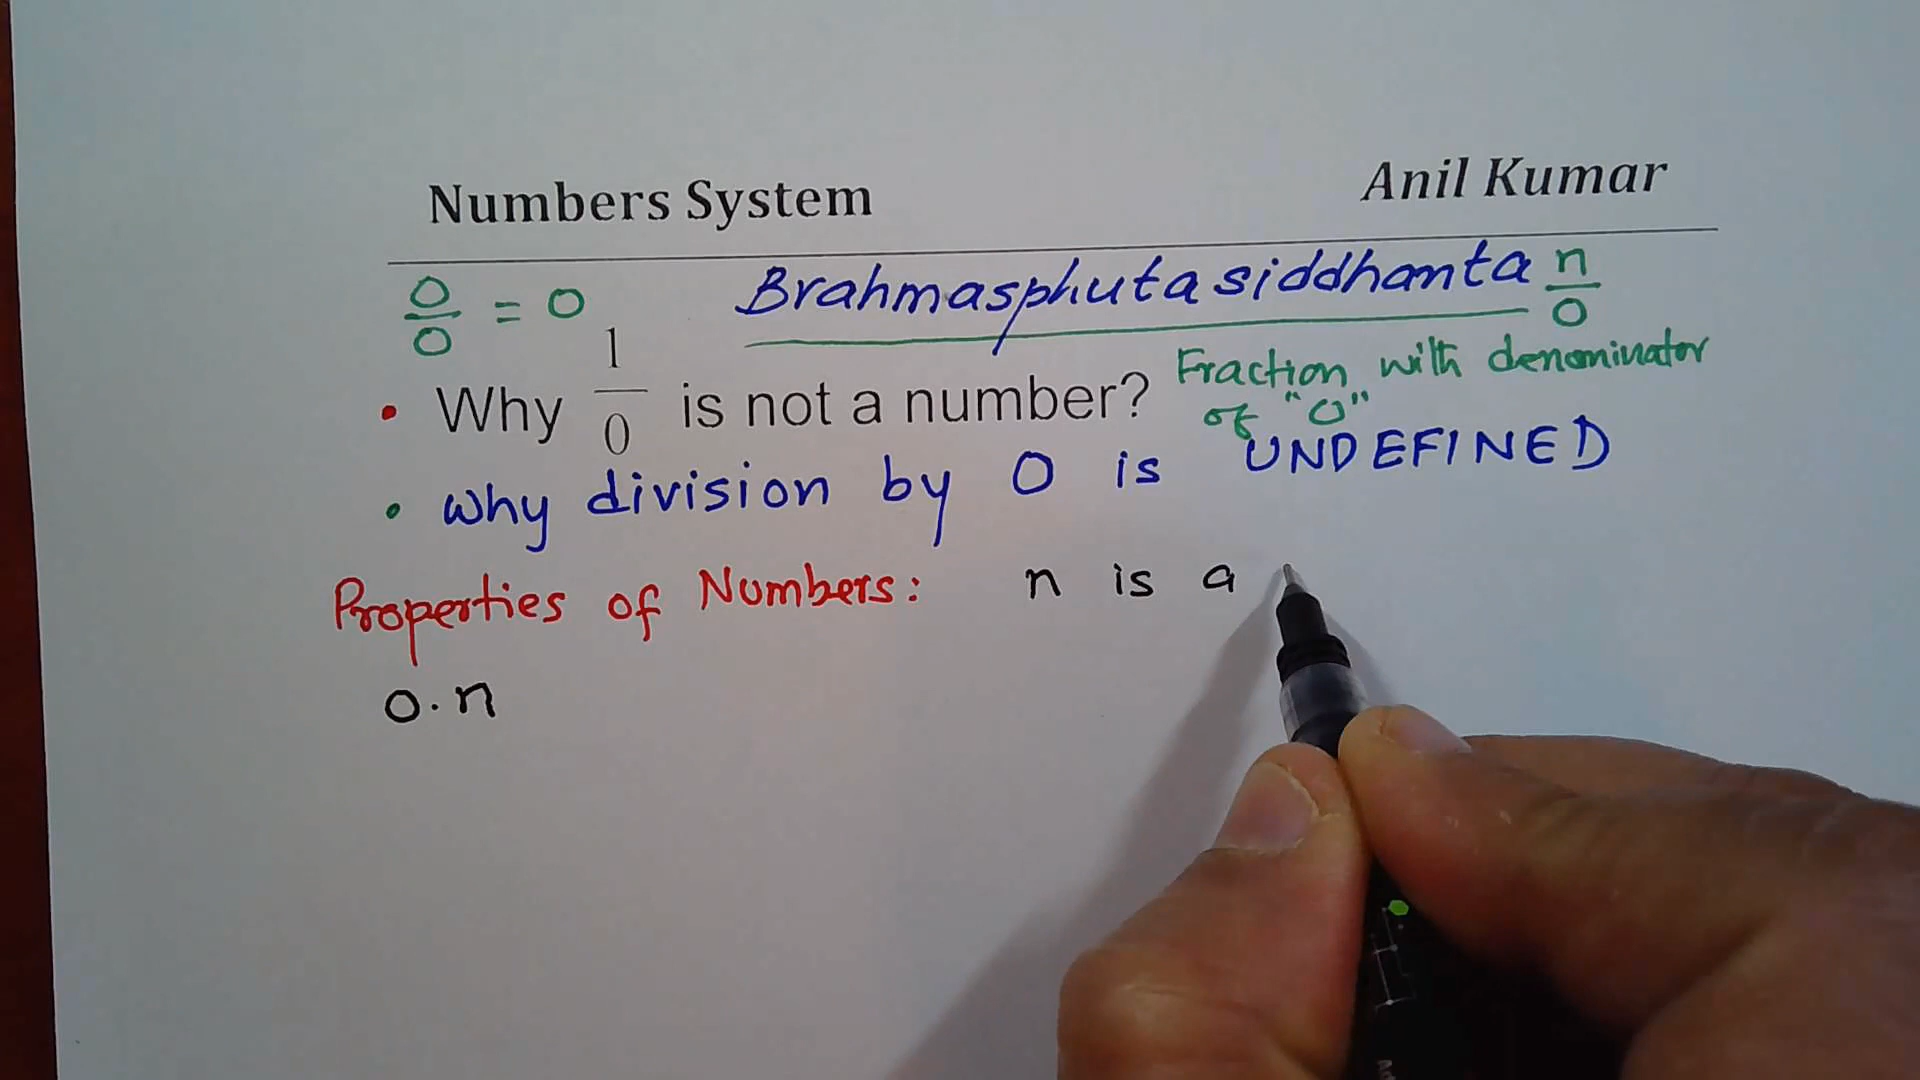 Numbers System
Anil Kumar
0/0 = 0
Brahmasphutasiddhanta n/0
• Why 1/0 is not a number?
Fraction with denominator
of "0"
• Why division by 0 is UNDEFINED
Properties of Numbers: n is a
0.n